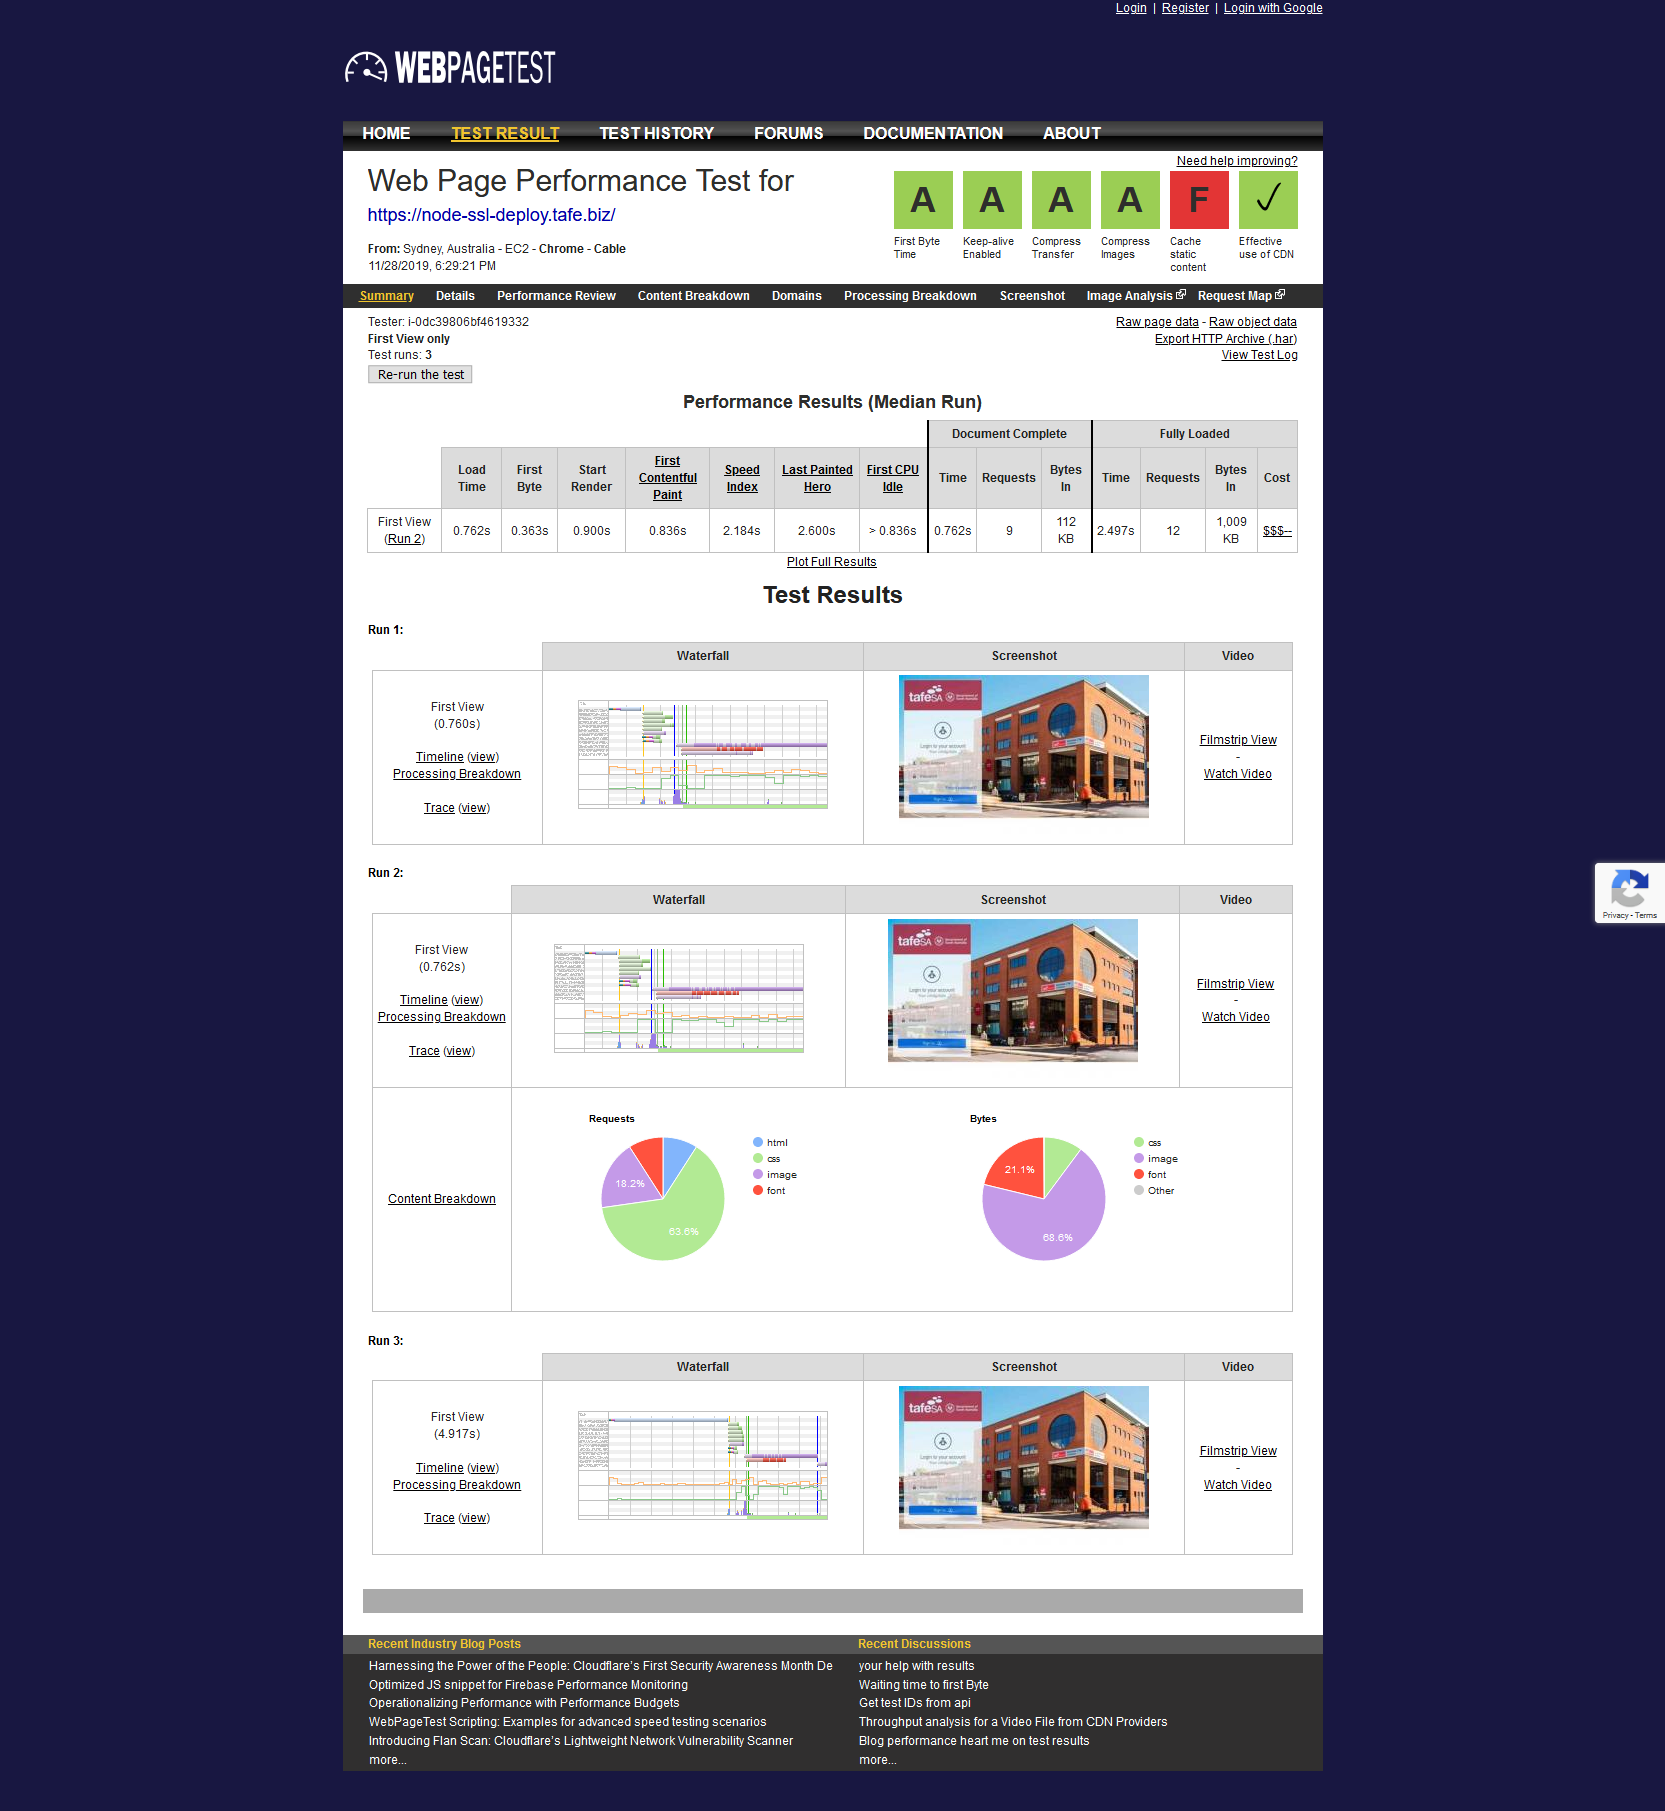 Login | Register | Login with Google
WEBPAGETEST
HOME TEST RESULT TEST HISTORY FORUMS DOCUMENTATION ABOUT
Need help improving?
Web Page Performance Test for
https://node-ssl-deploy.tafe.biz/
From: Sydney, Australia - EC2 - Chrome - Cable
11/28/2019, 6:29:21 PM
A A A A F ✓
First Byte Time
Keep-alive Enabled
Compress Transfer
Compress Images
Cache static content
Effective use of CDN
Summary Details Performance Review Content Breakdown Domains Processing Breakdown Screenshot Image Analysis Request Map
Tester: i-0dc39806bf4619332
First View only
Test runs: 3
Re-run the test
Raw page data - Raw object data
Export HTTP Archive (.har)
View Test Log
Performance Results (Median Run)
Document Complete Fully Loaded
Load Time First Byte Start Render First Contentful Paint Speed Index Last Painted Hero First CPU Idle Time Requests Bytes In Time Requests Bytes In Cost
First View (Run 2) 0.762s 0.363s 0.900s 0.836s 2.184s 2.600s > 0.836s 0.762s 9 112 KB 2.497s 12 1,009 KB $$$--
Plot Full Results
Test Results
Run 1:
Waterfall Screenshot Video
First View
(0.760s)
Timeline (view)
Processing Breakdown
Trace (view)
tafeSA
Login to your account
Filmstrip View
-
Watch Video
Run 2:
Waterfall Screenshot Video
First View
(0.762s)
Timeline (view)
Processing Breakdown
Trace (view)
tafeSA
Login to your account
Filmstrip View
-
Watch Video
Content Breakdown
Requests
18.2%
63.6%
html
css
image
font
Bytes
21.1%
68.6%
css
image
font
Other
Run 3:
Waterfall Screenshot Video
First View
(4.917s)
Timeline (view)
Processing Breakdown
Trace (view)
tafeSA
Login to your account
Filmstrip View
-
Watch Video
Privacy - Terms
Recent Industry Blog Posts
Harnessing the Power of the People: Cloudflare's First Security Awareness Month De
Optimized JS snippet for Firebase Performance Monitoring
Operationalizing Performance with Performance Budgets
WebPageTest Scripting: Examples for advanced speed testing scenarios
Introducing Flan Scan: Cloudflare's Lightweight Network Vulnerability Scanner
more...
Recent Discussions
your help with results
Waiting time to first Byte
Get test IDs from api
Throughput analysis for a Video File from CDN Providers
Blog performance heart me on test results
more...